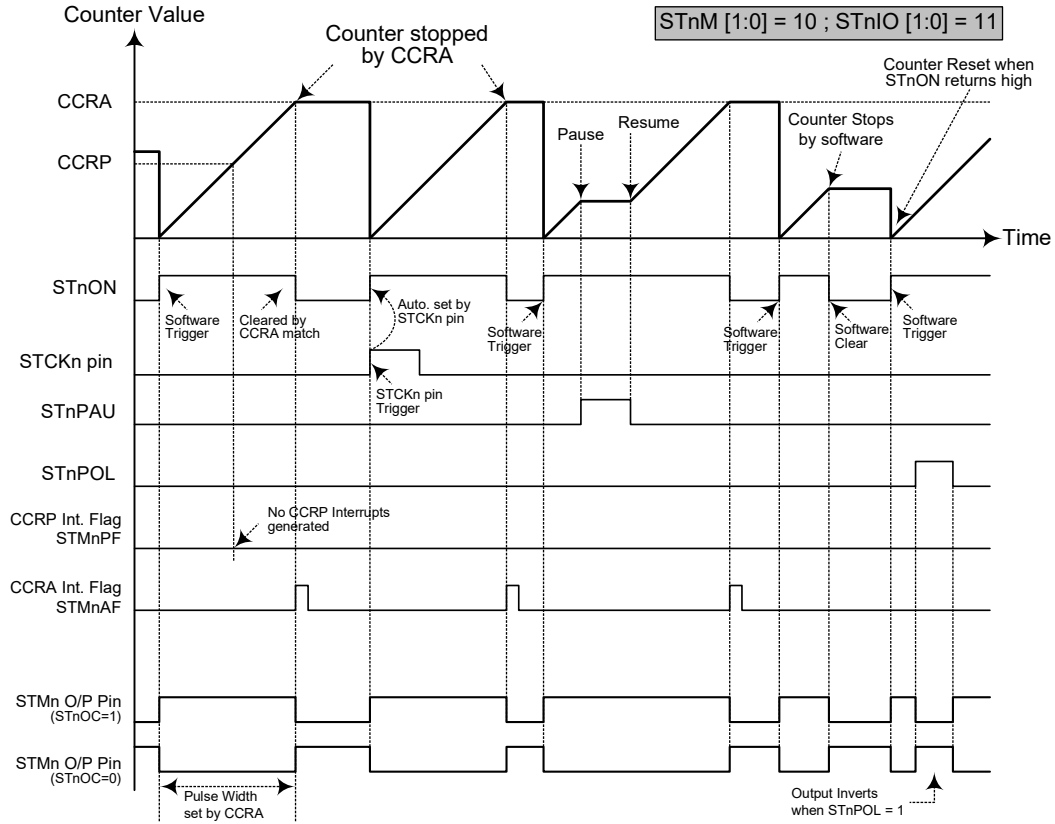 Counter Value
STnM [1:0] = 10 ; STnIO [1:0] = 11
Counter stopped
by CCRA
Counter Reset when
STnON returns high
CCRA
Pause
Resume
Counter Stops
by software
CCRP
Time
STnON
Software
Trigger
Cleared by
CCRA match
Auto. set by
STCKn pin
Software
Trigger
Software
Trigger
Software
Clear
Software
Trigger
STCKn pin
STCKn pin
Trigger
STnPAU
STnPOL
No CCRP Interrupts
generated
CCRP Int. Flag
STMnPF
CCRA Int. Flag
STMnAF
STMn O/P Pin
(STnOC=1)
STMn O/P Pin
(STnOC=0)
Pulse Width
set by CCRA
Output Inverts
when STnPOL = 1